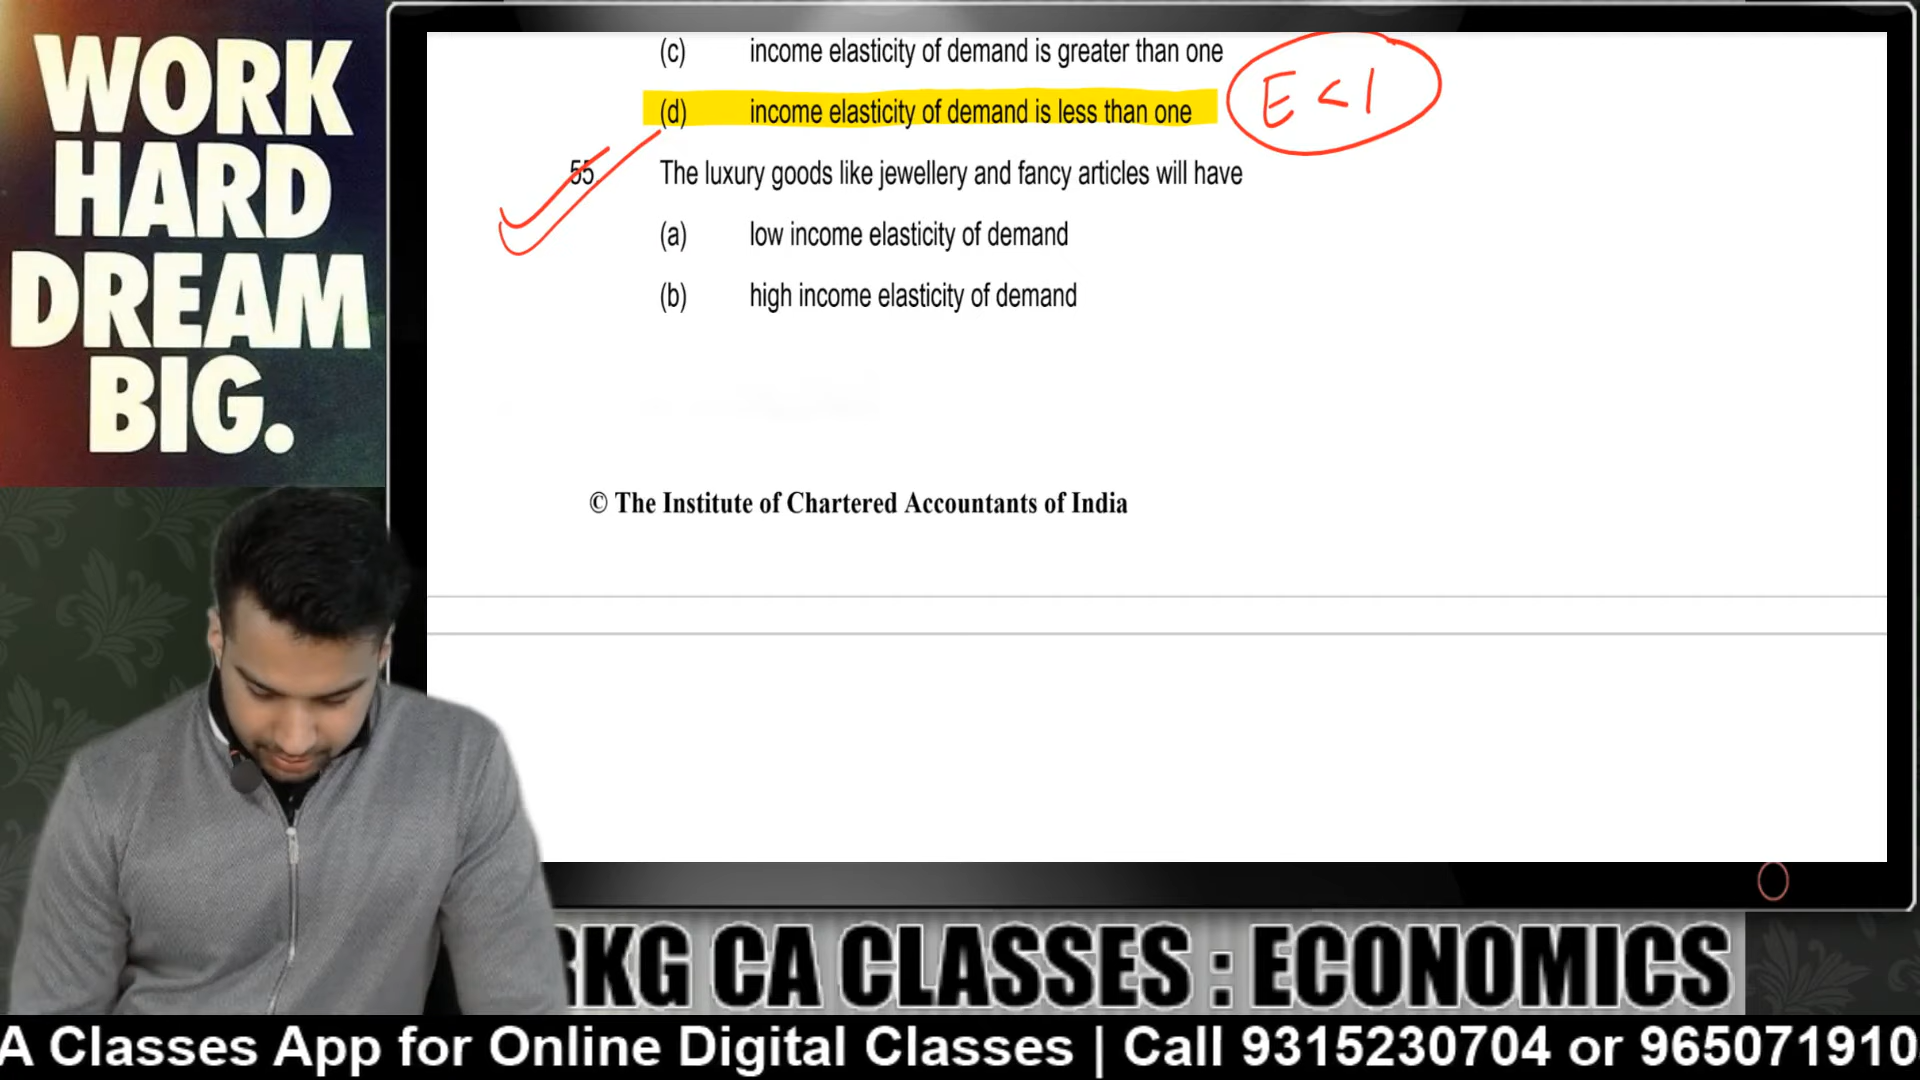 WORK
HARD
DREAM
BIG.
(c) income elasticity of demand is greater than one
(d) income elasticity of demand is less than one
E < 1
55 The luxury goods like jewellery and fancy articles will have
(a) low income elasticity of demand
(b) high income elasticity of demand
© The Institute of Chartered Accountants of India
RKG CA CLASSES : ECONOMICS
A Classes App for Online Digital Classes | Call 9315230704 or 965071910